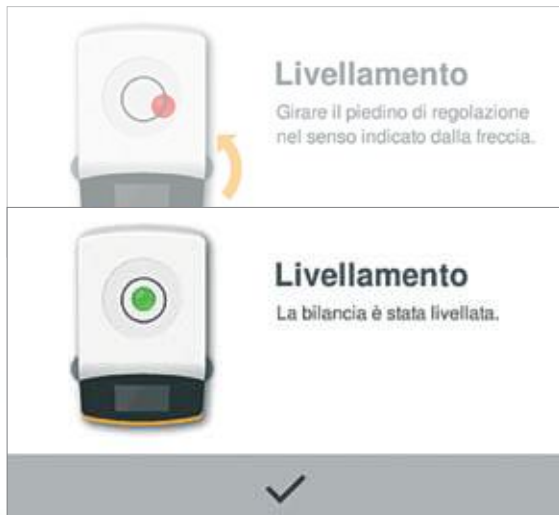 Livellamento
Girare il piedino di regolazione
nel senso indicato dalla freccia.
Livellamento
La bilancia è stata livellata.